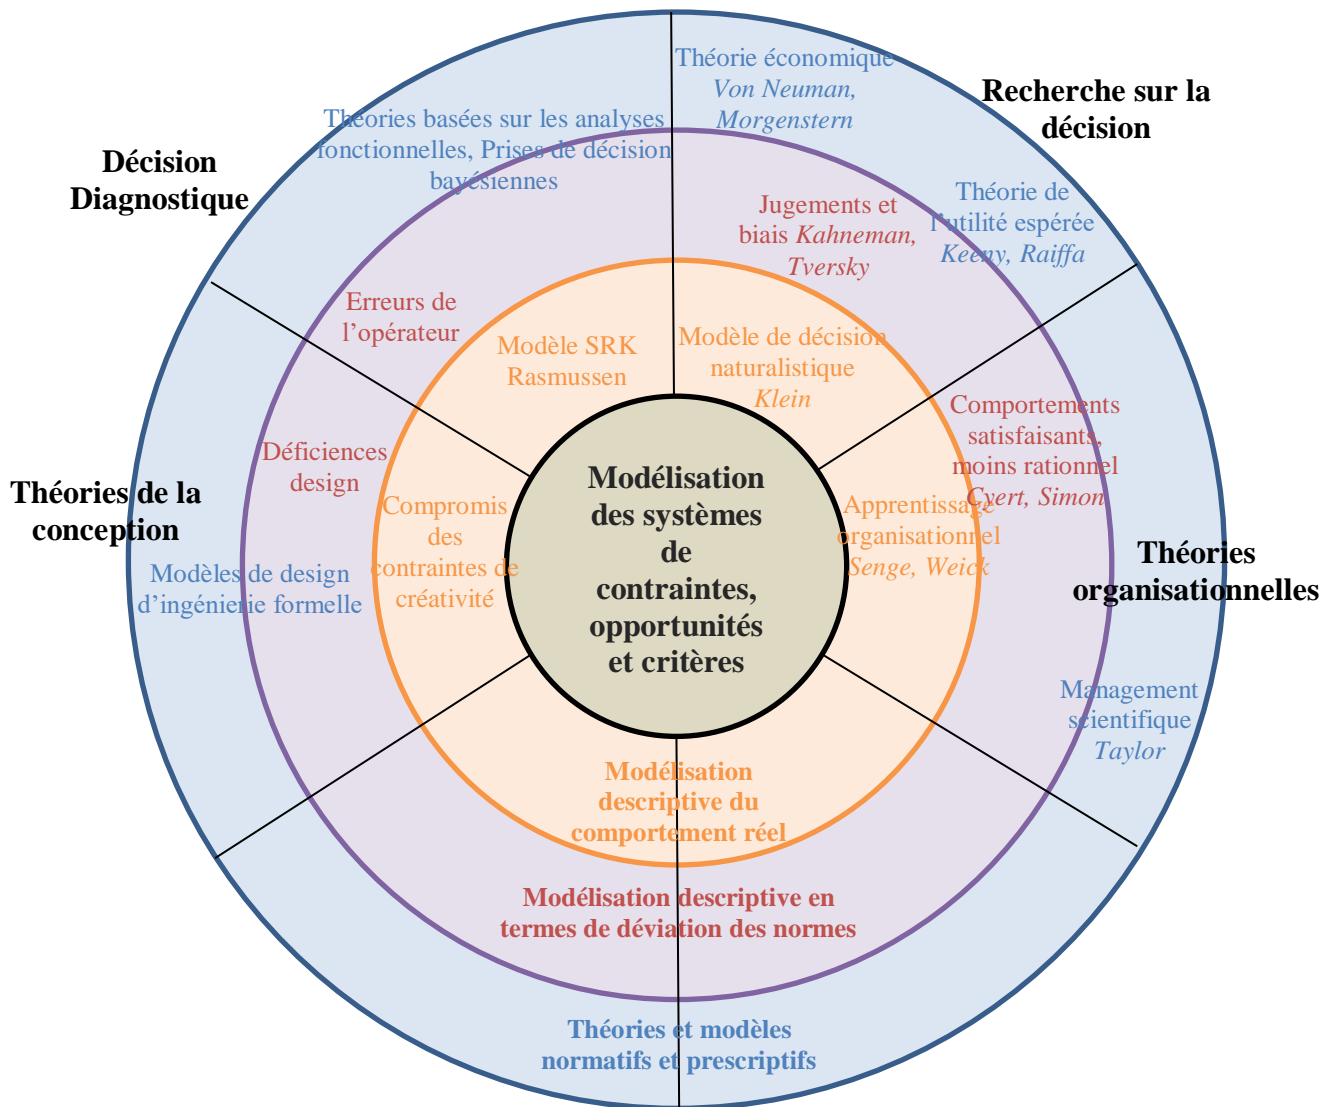 Théorie économique
Von Neuman,
Morgenstern
Recherche sur la
décision
Théories basées sur les analyses
fonctionnelles, Prises de décision
bayésiennes
Décision
Diagnostique
Théorie de
l’utilité espérée
Keeny, Raiffa
Jugements et
biais Kahneman,
Tversky
Erreurs de
l’opérateur
Modèle SRK
Rasmussen
Modèle de décision
naturalistique
Klein
Comportements
satisfaisants,
moins rationnel
Cyert, Simon
Déficiences
design
Théories de la
conception
Modèles de design
d’ingénierie formelle
Compromis
des
contraintes de
créativité
Modélisation
des systèmes
de
contraintes,
opportunités
et critères
Apprentissage
organisationnel
Senge, Weick
Théories
organisationnelles
Management
scientifique
Taylor
Modélisation
descriptive du
comportement réel
Modélisation descriptive en
termes de déviation des normes
Théories et modèles
normatifs et prescriptifs